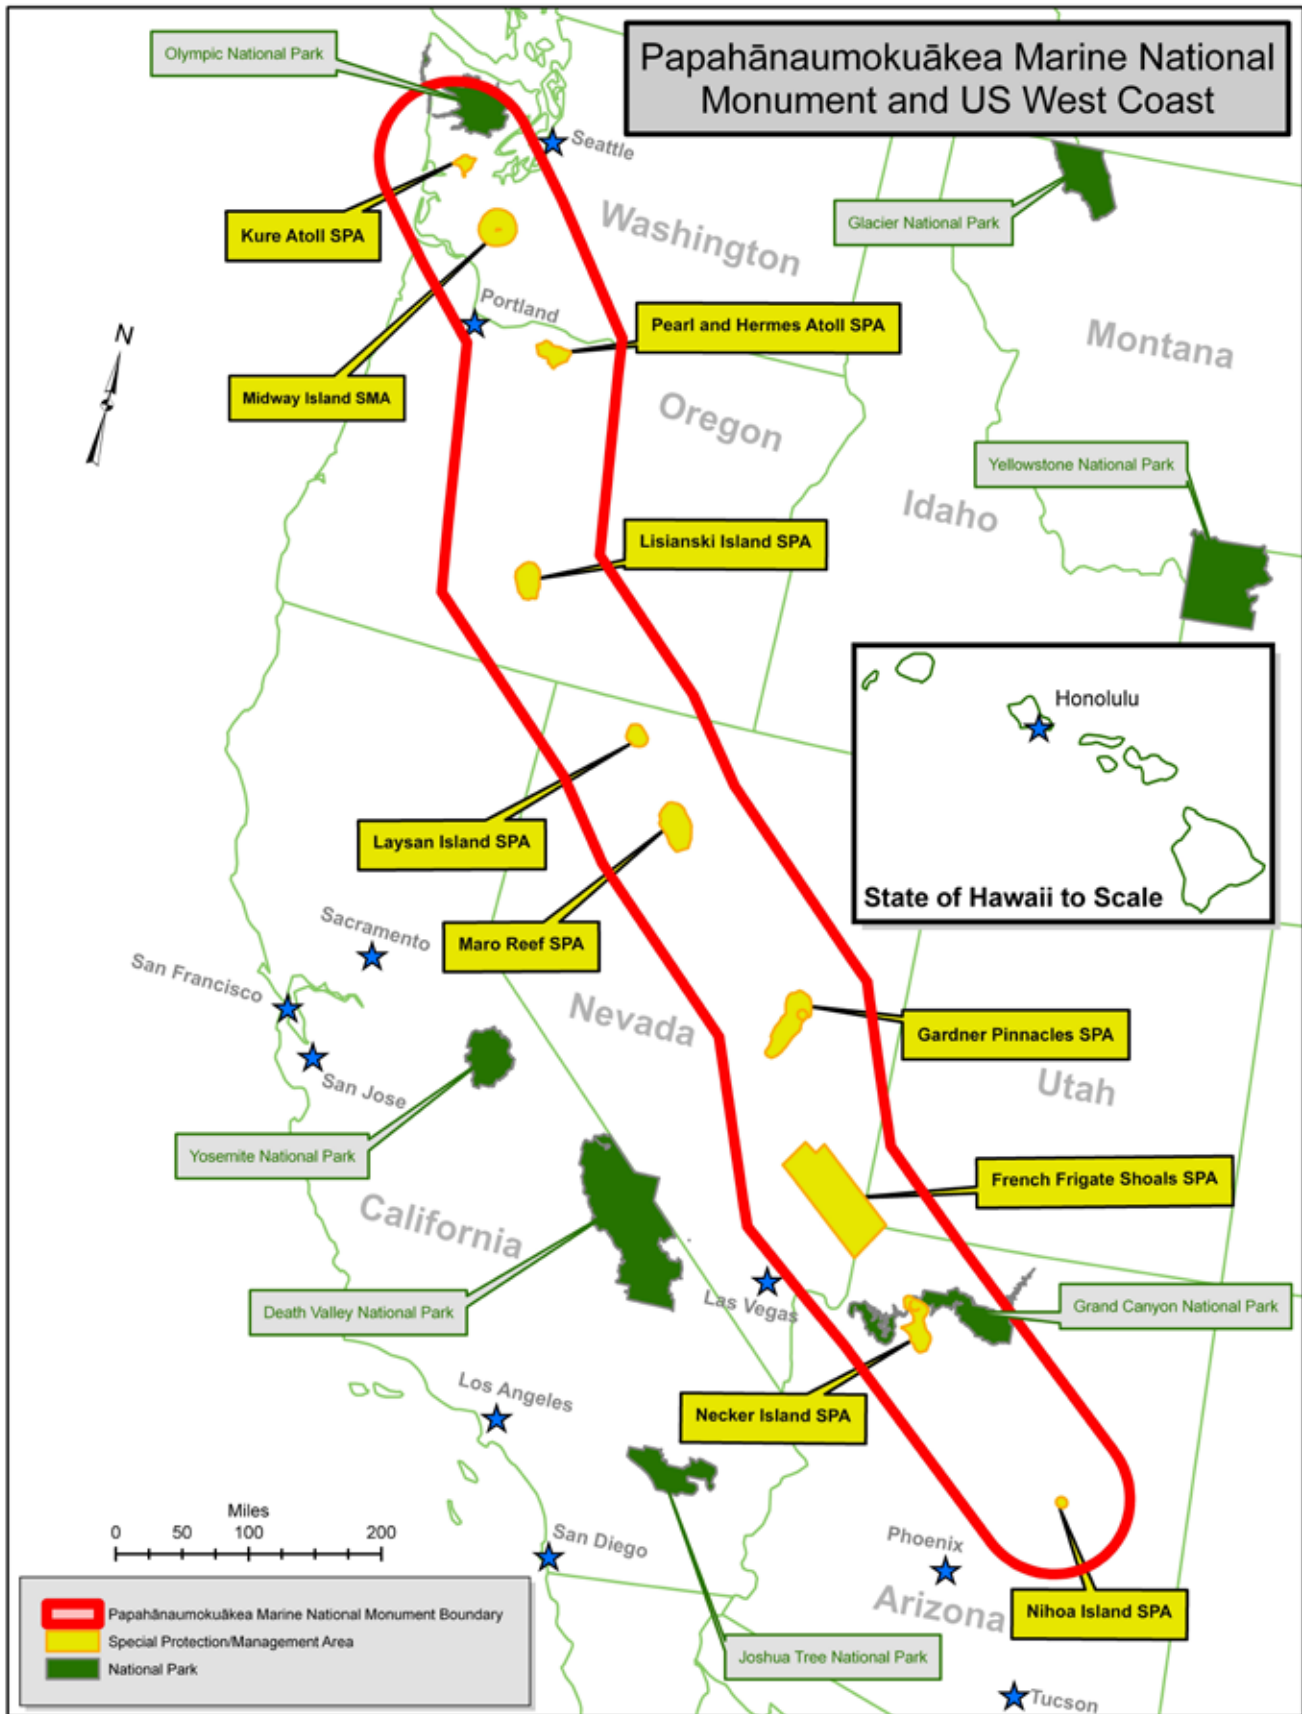 Papahānaumokuākea Marine National
Monument and US West Coast
Olympic National Park
Seattle
Glacier National Park
Kure Atoll SPA
Washington
N
Portland
Pearl and Hermes Atoll SPA
Montana
Midway Island SMA
Oregon
Yellowstone National Park
Idaho
Lisianski Island SPA
Honolulu
State of Hawaii to Scale
Laysan Island SPA
Maro Reef SPA
Sacramento
San Francisco
Nevada
Gardner Pinnacles SPA
San Jose
Utah
Yosemite National Park
French Frigate Shoals SPA
California
Death Valley National Park
Las Vegas
Grand Canyon National Park
Los Angeles
Necker Island SPA
Miles
0 50 100 200
San Diego
Phoenix
Arizona
Nihoa Island SPA
Joshua Tree National Park
Tucson
Papahānaumokuākea Marine National Monument Boundary
Special Protection/Management Area
National Park